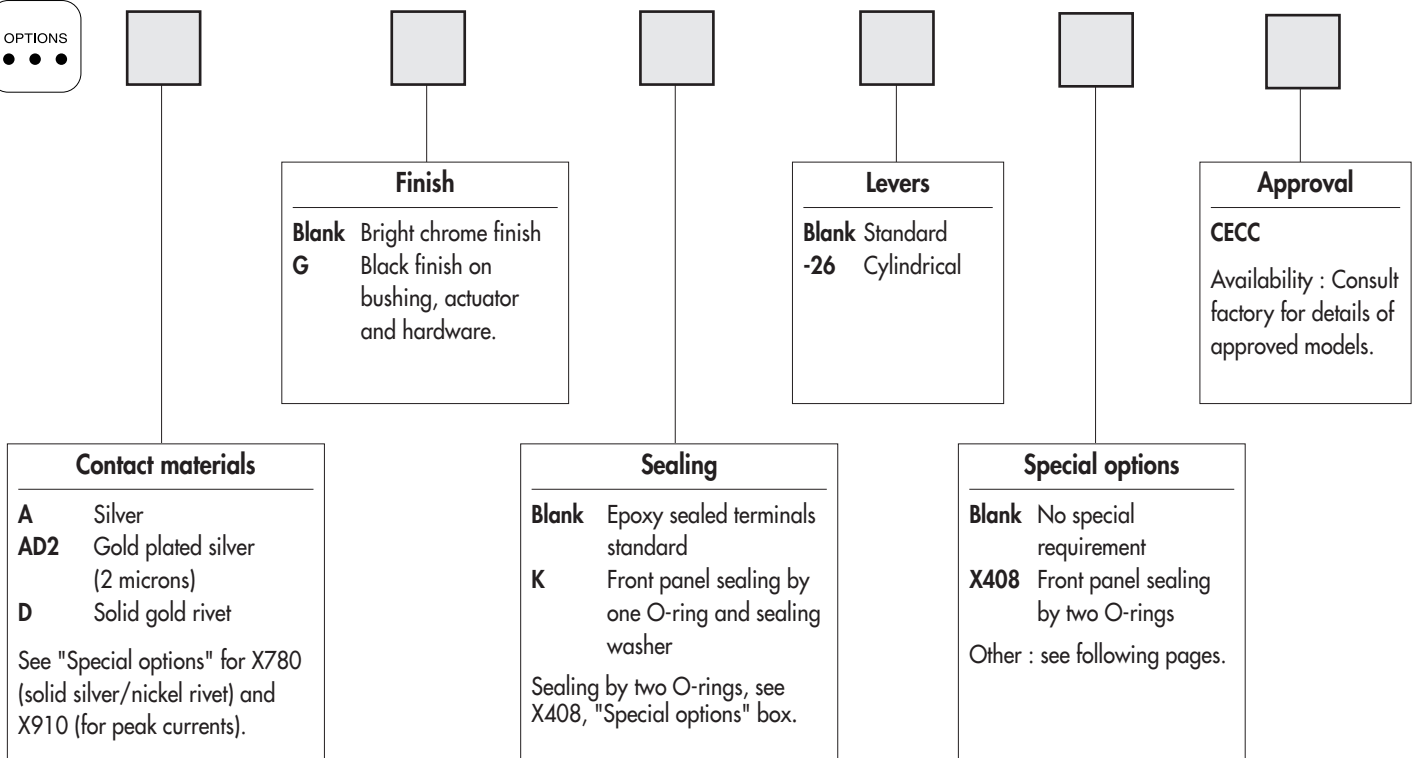 OPTIONS
Finish
Blank Bright chrome finish
G Black finish on
bushing, actuator
and hardware.
Levers
Blank Standard
-26 Cylindrical
Approval
CECC
Availability : Consult
factory for details of
approved models.
Contact materials
A Silver
AD2 Gold plated silver
(2 microns)
D Solid gold rivet
See "Special options" for X780
(solid silver/nickel rivet) and
X910 (for peak currents).
Sealing
Blank Epoxy sealed terminals
standard
K Front panel sealing by
one O-ring and sealing
washer
Sealing by two O-rings, see
X408, "Special options" box.
Special options
Blank No special
requirement
X408 Front panel sealing
by two O-rings
Other : see following pages.